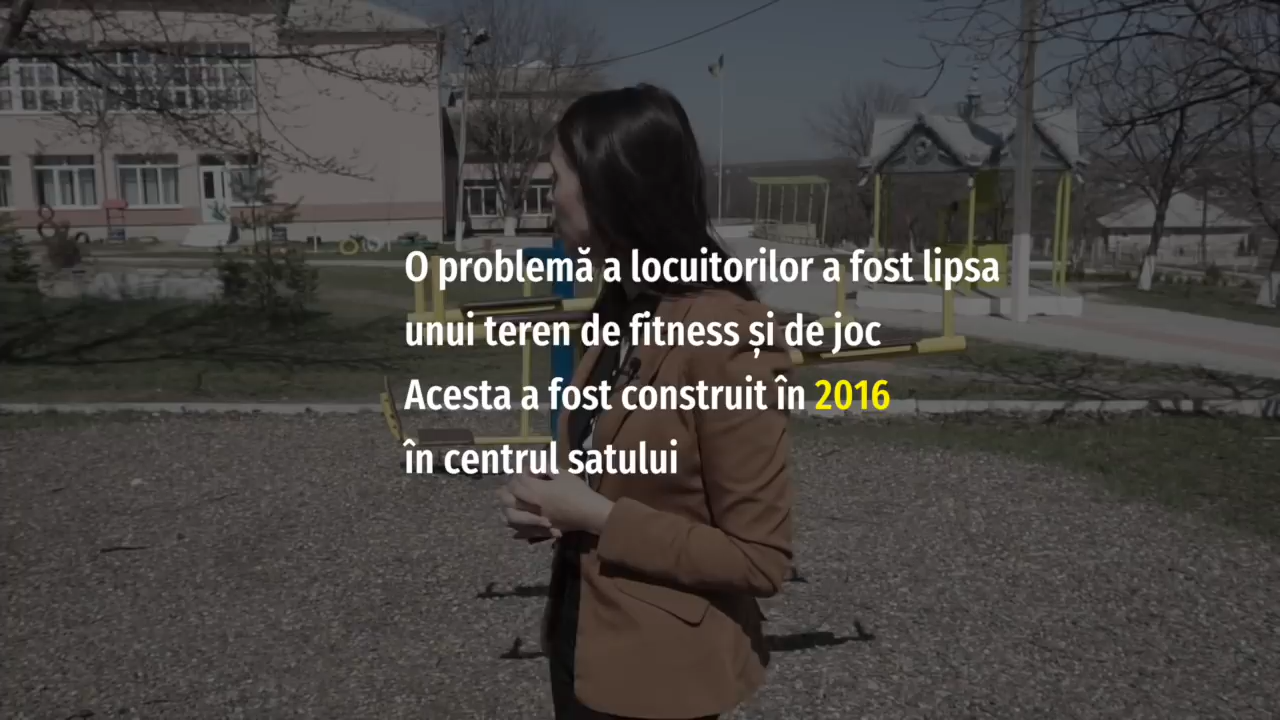 O problemă a locuitorilor a fost lipsa
unui teren de fitness și de joc
Acesta a fost construit în 2016
în centrul satului